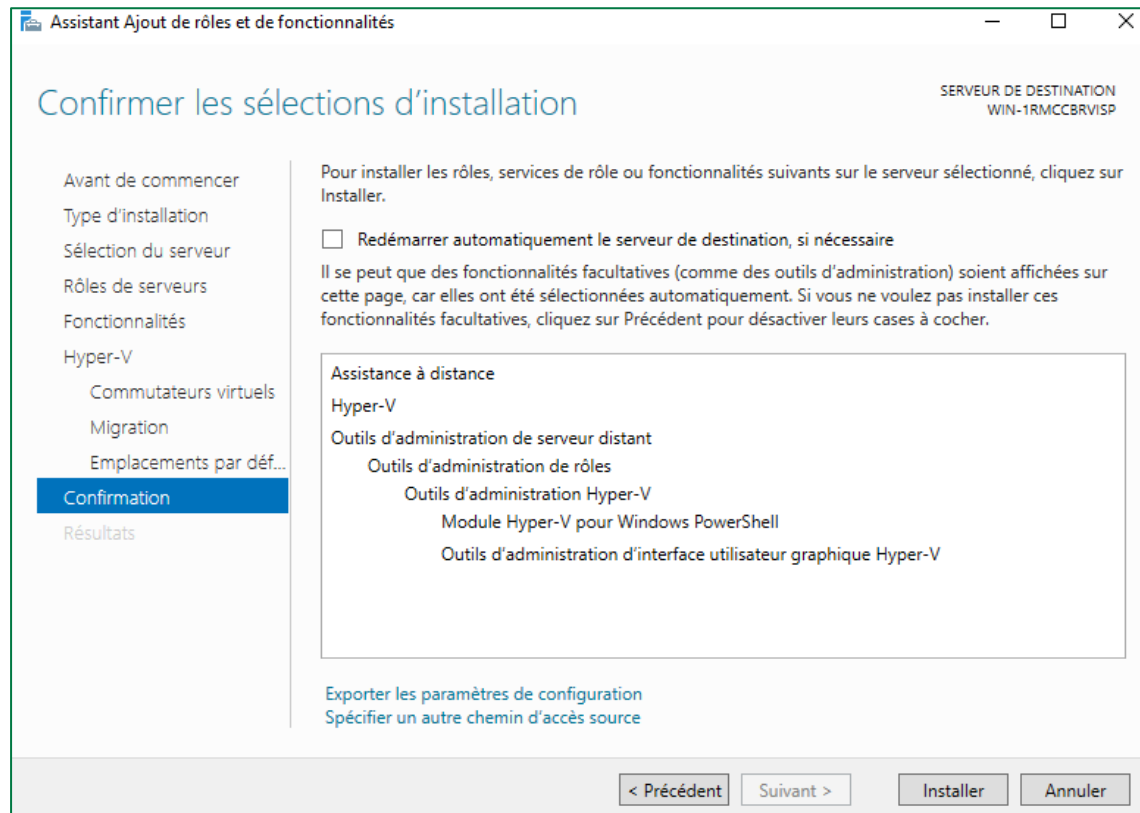 Assistant Ajout de rôles et de fonctionnalités
Confirmer les sélections d'installation
SERVEUR DE DESTINATION
WIN-1RMCCBRVISP
Avant de commencer
Type d'installation
Sélection du serveur
Rôles de serveurs
Fonctionnalités
Hyper-V
Commutateurs virtuels
Migration
Emplacements par déf...
Confirmation
Résultats
Pour installer les rôles, services de rôle ou fonctionnalités suivants sur le serveur sélectionné, cliquez sur
Installer.
Redémarrer automatiquement le serveur de destination, si nécessaire
Il se peut que des fonctionnalités facultatives (comme des outils d'administration) soient affichées sur
cette page, car elles ont été sélectionnées automatiquement. Si vous ne voulez pas installer ces
fonctionnalités facultatives, cliquez sur Précédent pour désactiver leurs cases à cocher.
Assistance à distance
Hyper-V
Outils d'administration de serveur distant
Outils d'administration de rôles
Outils d'administration Hyper-V
Module Hyper-V pour Windows PowerShell
Outils d'administration d'interface utilisateur graphique Hyper-V
Exporter les paramètres de configuration
Spécifier un autre chemin d'accès source
< Précédent
Suivant >
Installer
Annuler